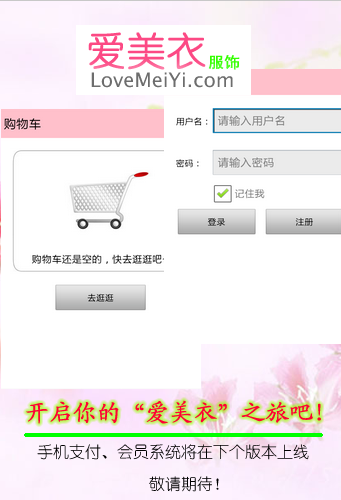 爱美衣服饰
LoveMeiYi.com
购物车
购物车还是空的，快去逛逛吧
去逛逛
用户名：
请输入用户名
密码：
请输入密码
记住我
登录
注册
开启你的“爱美衣”之旅吧!
手机支付、会员系统将在下个版本上线
敬请期待！